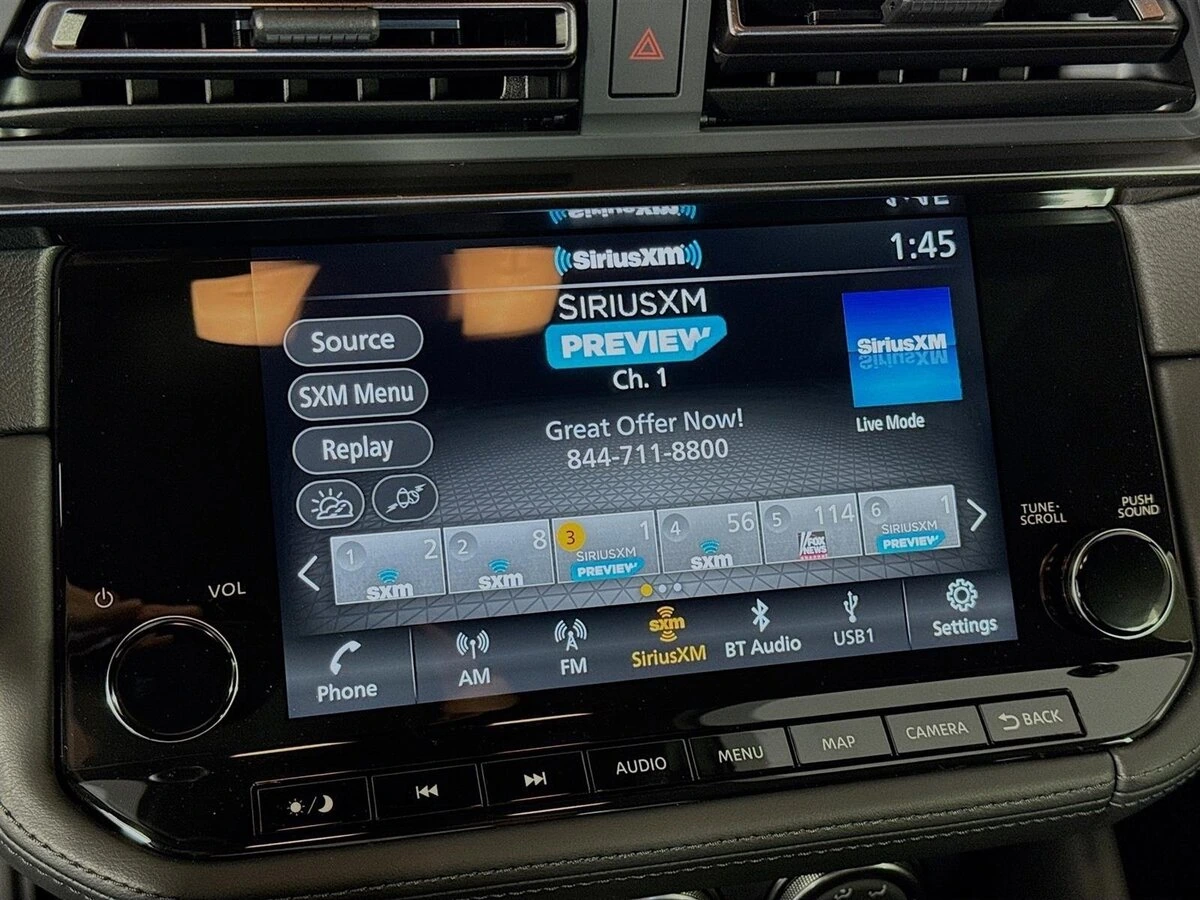 SiriusXM
1:45
SIRIUSXM
PREVIEW
Ch. 1
Great Offer Now!
844-711-8800
Source
SXM Menu
Replay
SiriusXM
Live Mode
1 2 sxm
2 8 sxm
3 1 SIRIUSXM PREVIEW
4 56 sxm
5 114 FOX NEWS
6 1 SIRIUSXM PREVIEW
Phone
AM
FM
sxm
SiriusXM
BT Audio
USB1
Settings
VOL
TUNE·
SCROLL
PUSH
SOUND
AUDIO
MENU
MAP
CAMERA
BACK